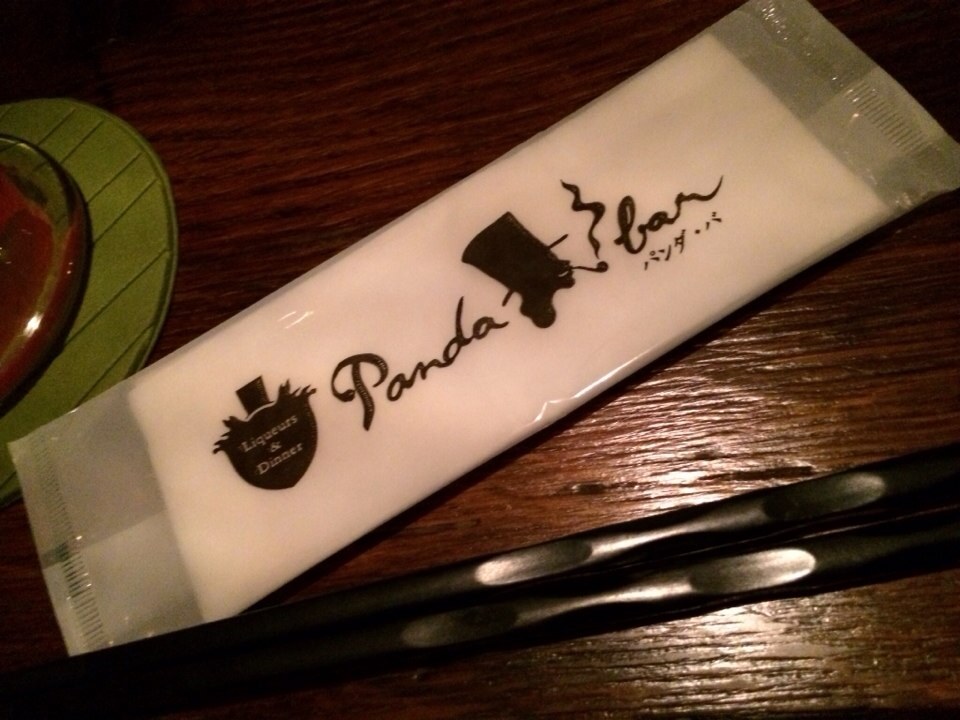 Panda bar
パンダ・バ
Liqueurs
&
Dinner